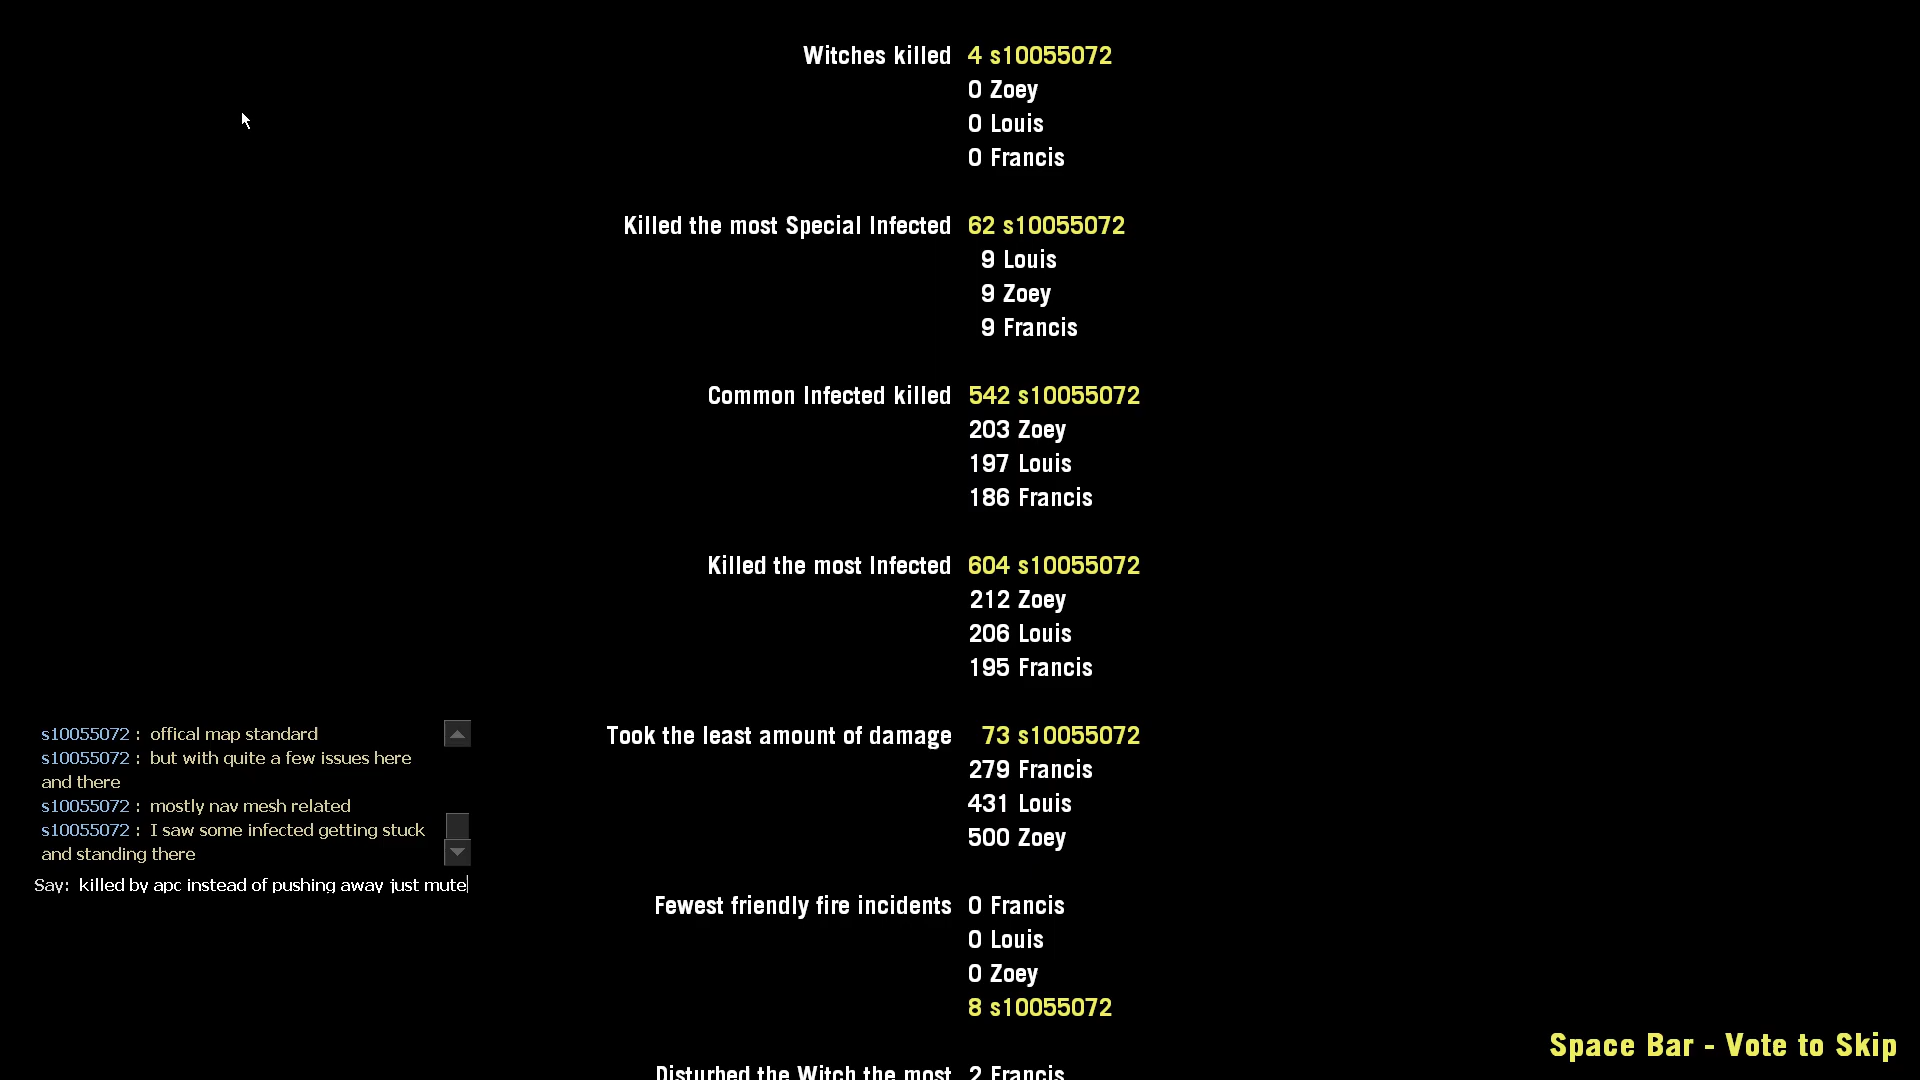 Witches killed 4 s10055072
0 Zoey
0 Louis
0 Francis
Killed the most Special Infected 62 s10055072
9 Louis
9 Zoey
9 Francis
Common Infected killed 542 s10055072
203 Zoey
197 Louis
186 Francis
Killed the most Infected 604 s10055072
212 Zoey
206 Louis
195 Francis
Took the least amount of damage 73 s10055072
279 Francis
431 Louis
500 Zoey
Fewest friendly fire incidents 0 Francis
0 Louis
0 Zoey
8 s10055072
Disturbed the Witch the most 2 Francis
s10055072 : offical map standard
s10055072 : but with quite a few issues here
and there
s10055072 : mostly nav mesh related
s10055072 : I saw some infected getting stuck
and standing there
Say: killed by apc instead of pushing away just mute
Space Bar - Vote to Skip